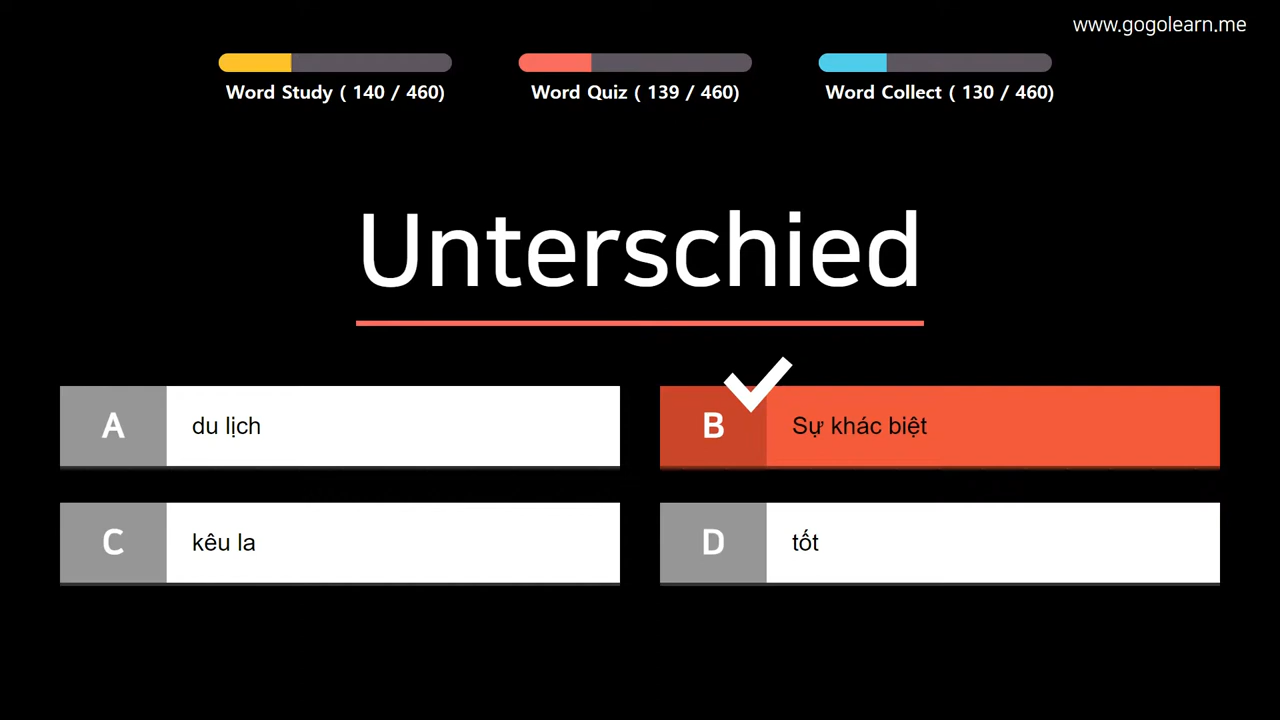 www.gogolearn.me
Word Study ( 140 / 460)
Word Quiz ( 139 / 460)
Word Collect ( 130 / 460)
Unterschied
A du lịch
B Sự khác biệt
C kêu la
D tốt